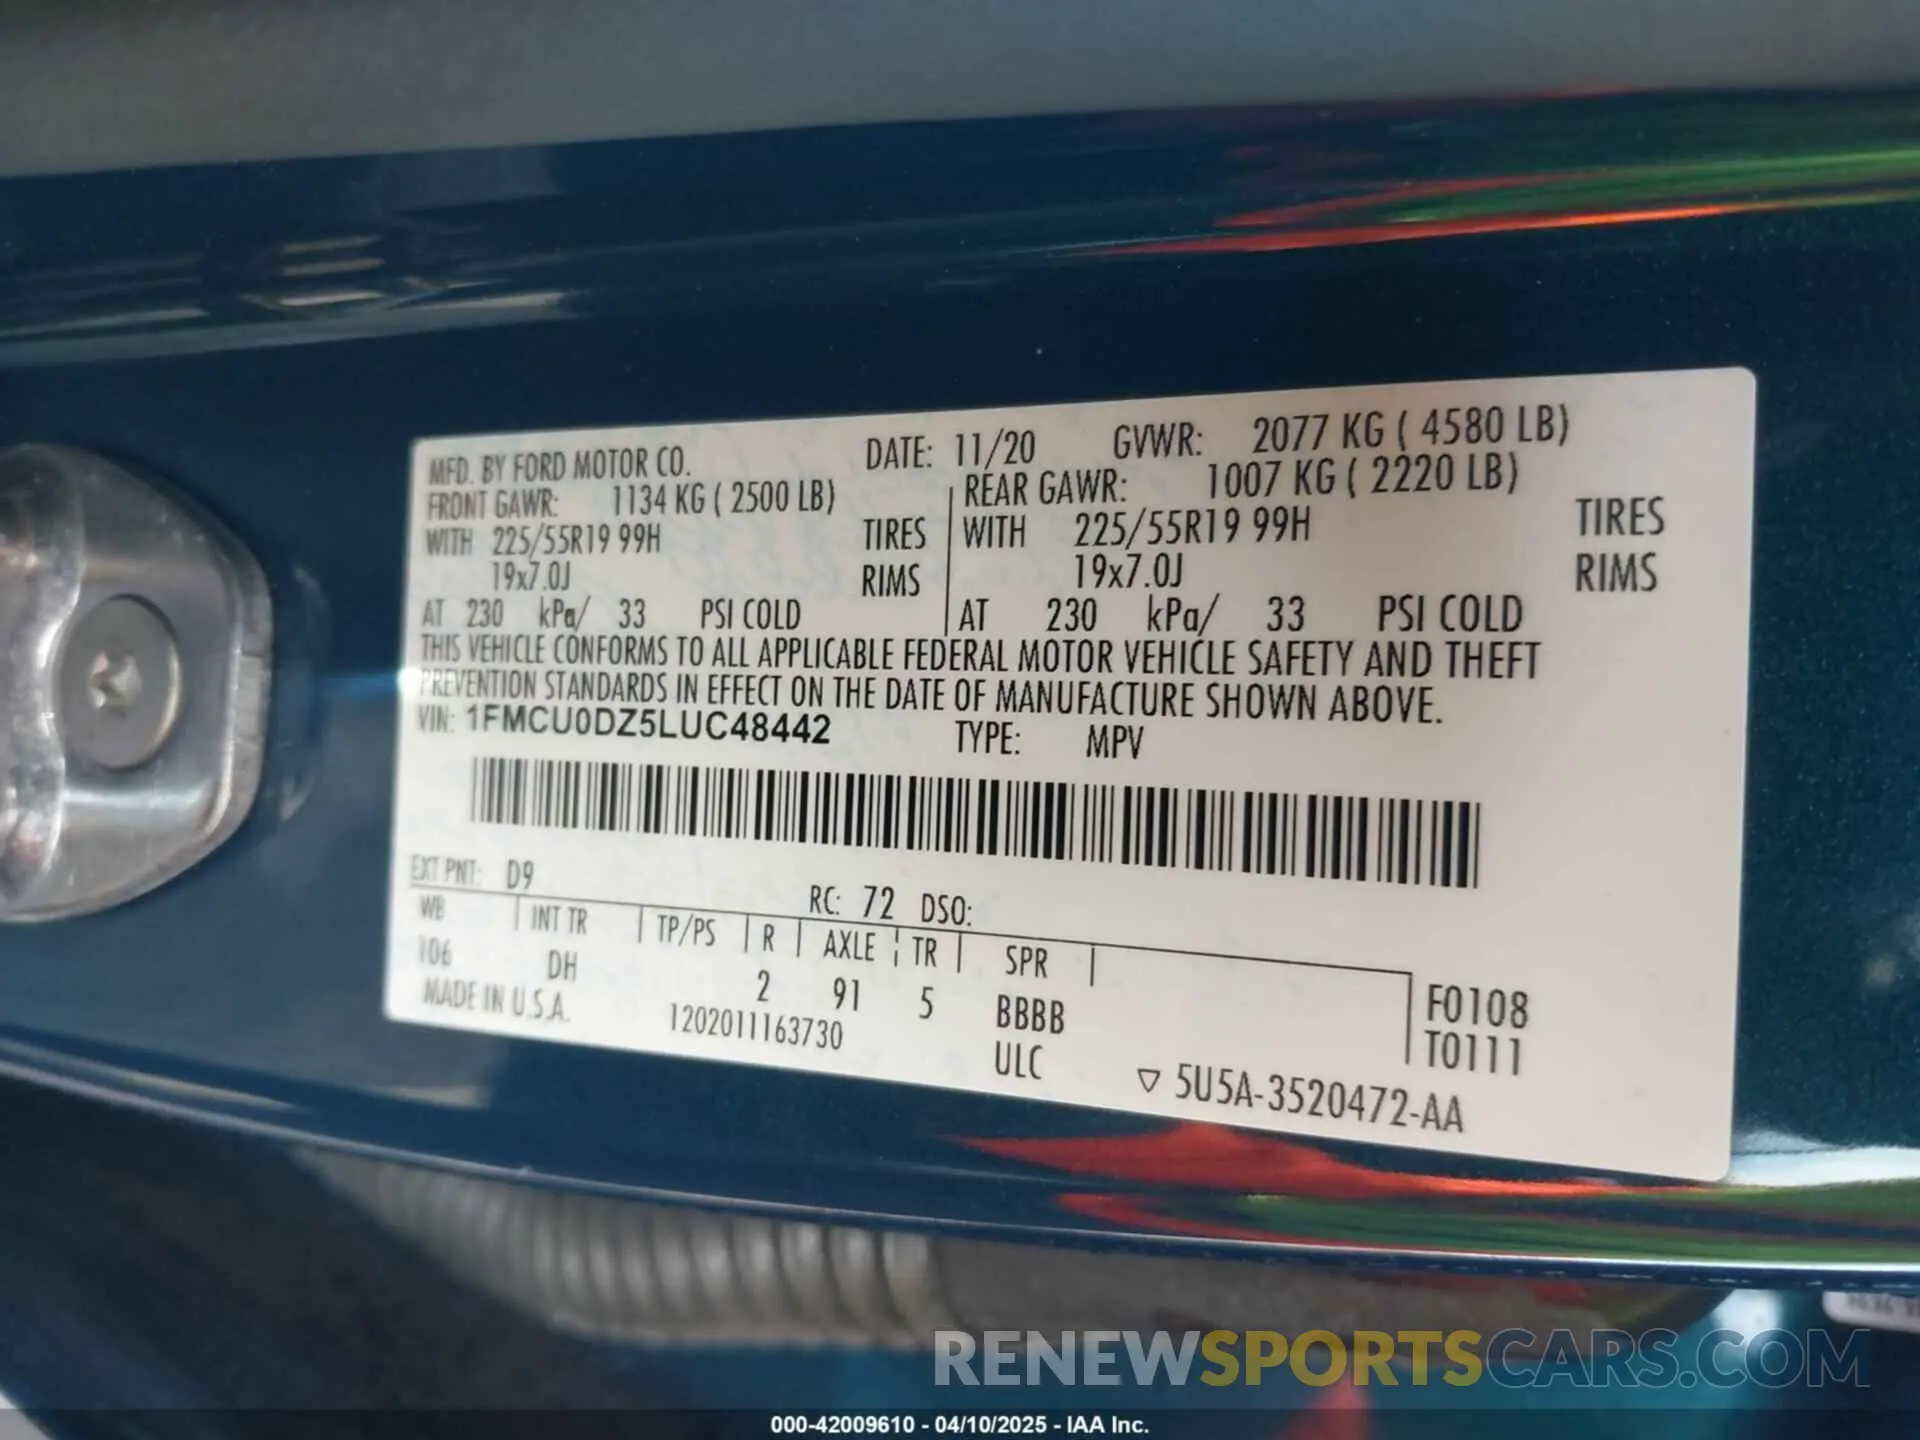 MFD. BY FORD MOTOR CO. DATE: 11/20 GVWR: 2077 KG ( 4580 LB)
FRONT GAWR: 1134 KG ( 2500 LB) REAR GAWR: 1007 KG ( 2220 LB)
WITH 225/55R19 99H TIRES WITH 225/55R19 99H TIRES
19x7.0J RIMS 19x7.0J RIMS
AT 230 kPa/ 33 PSI COLD AT 230 kPa/ 33 PSI COLD
THIS VEHICLE CONFORMS TO ALL APPLICABLE FEDERAL MOTOR VEHICLE SAFETY AND THEFT
PREVENTION STANDARDS IN EFFECT ON THE DATE OF MANUFACTURE SHOWN ABOVE.
VIN: 1FMCU0DZ5LUC48442 TYPE: MPV
EXT PNT: D9 RC: 72 DSO:
WB INT TR TP/PS R AXLE TR SPR
106 DH 2 91 5 BBBB F0108
MADE IN U.S.A. 1202011163730 ULC T0111
▽ 5U5A-3520472-AA
RENEWSPORTSCARS.COM
000-42009610 - 04/10/2025 - IAA Inc.